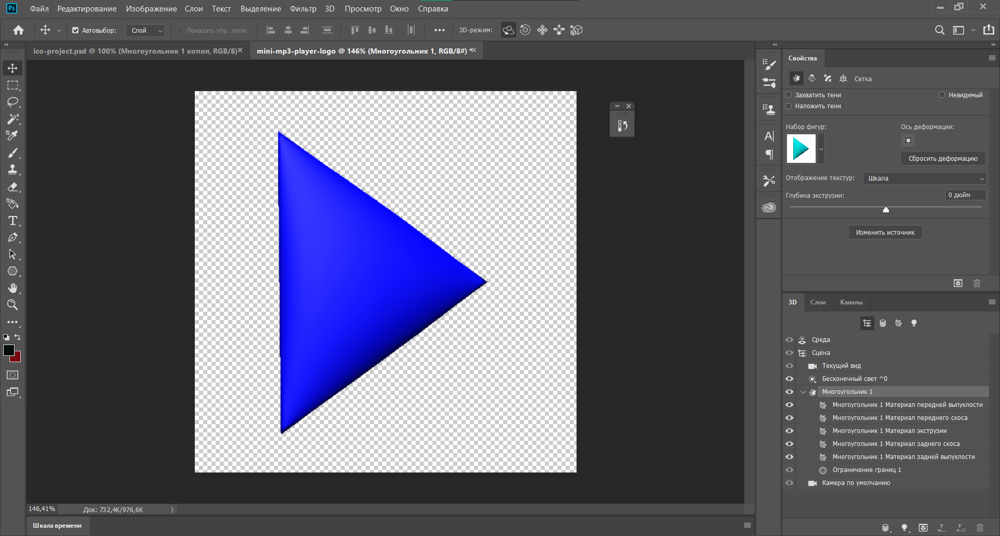 Ps Файл Редактирование Изображение Слои Текст Выделение Фильтр 3D Просмотр Окно Справка
Автовыбор: Слой Показать упр. элем. 3D-режим:
ico-project.psd @ 100% (Многоугольник 1 копия, RGB/8) mini-mp3-player-logo @ 146% (Многоугольник 1, RGB/8#) *
Свойства
Сетка
Захватить тени Невидимый
Наложить тени
Набор фигур: Ось деформации:
Сбросить деформацию
Отображение текстур: Шкала
Глубина экструзии: 0 дюйм
Изменить источник
3D Слои Каналы
Среда
Сцена
Текущий вид
Бесконечный свет ^0
Многоугольник 1
Многоугольник 1 Материал передней выпуклости
Многоугольник 1 Материал переднего скоса
Многоугольник 1 Материал экструзии
Многоугольник 1 Материал заднего скоса
Многоугольник 1 Материал задней выпуклости
Ограничение границ 1
Камера по умолчанию
146,41% Док: 732,4K/976,6K
Шкала времени